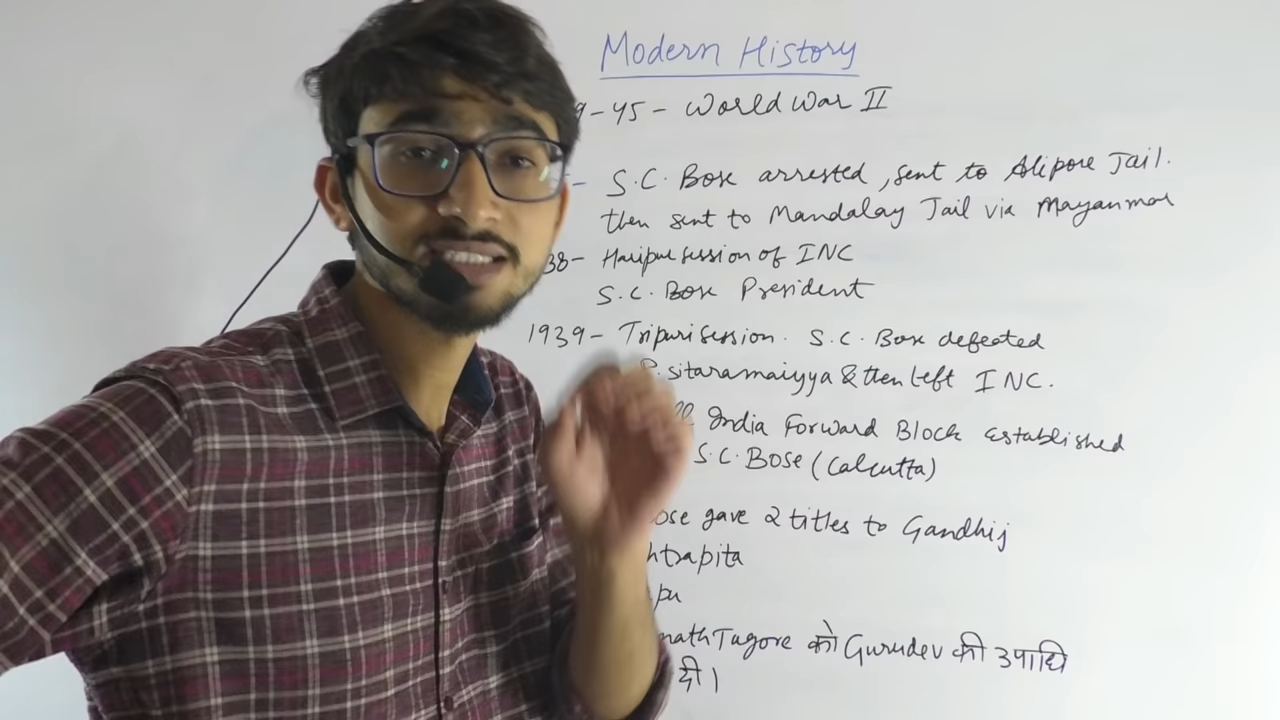 Modern History
9-45 - World War II
- S.C. Bose arrested, sent to Alipore Jail.
then sent to Mandalay Jail via Mayanmar
38- Haripur session of INC
S.C. Bose President
1939- Tripuri session. S.C. Bose defeated
P. sitaramaiyya & then left INC.
India Forward Block established
S.C. BOSE (Calcutta)
ose gave 2 titles to Gandhij
htrapita
pu
nath Tagore को Gurudev की उपाधि
दी।